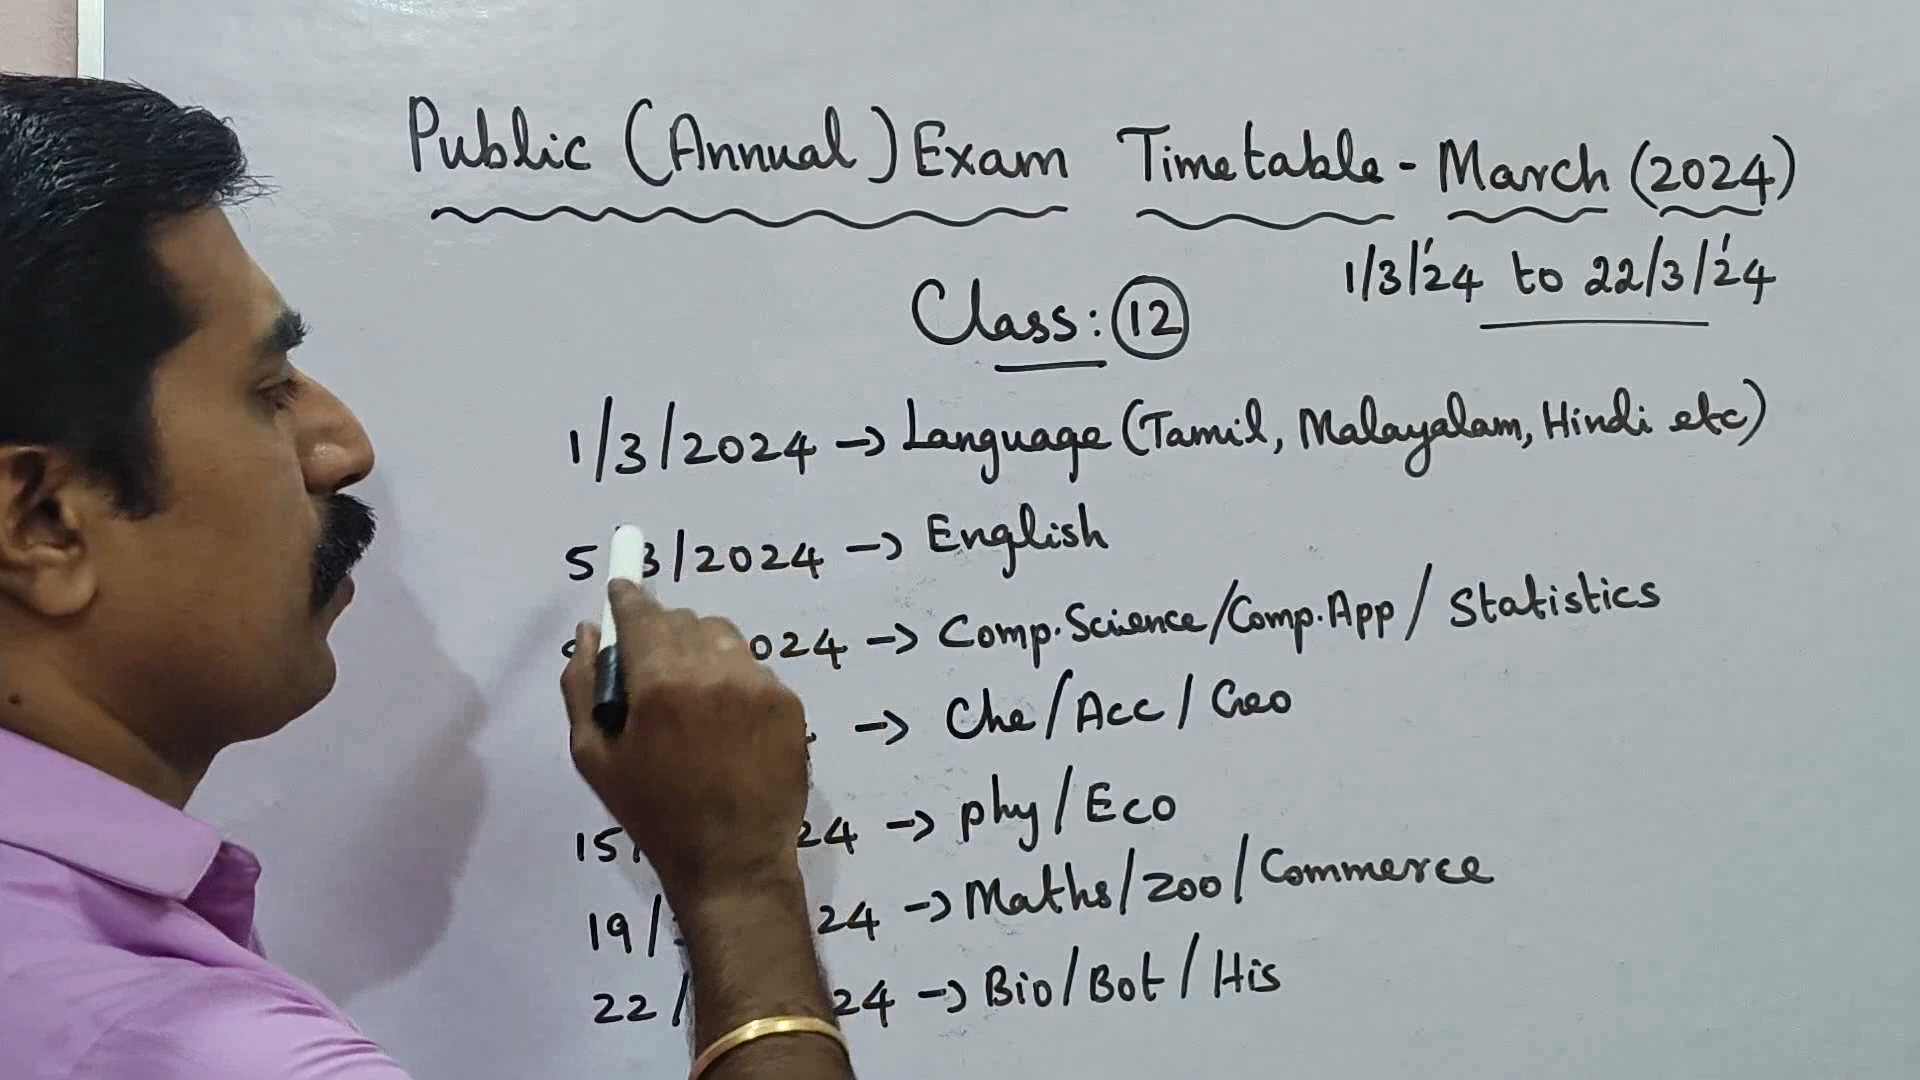 Public (Annual) Exam Timetable - March (2024)
1/3/'24 to 22/3/'24
Class: 12
1/3/2024 → Language (Tamil, Malayalam, Hindi etc)
5 3/2024 → English
024 → Comp.Science/Comp.App/Statistics
→ Che/Acc/Geo
15/ 24 → phy/Eco
19/ 24 → Maths/Zoo/Commerce
22/ 24 → Bio/Bot/His